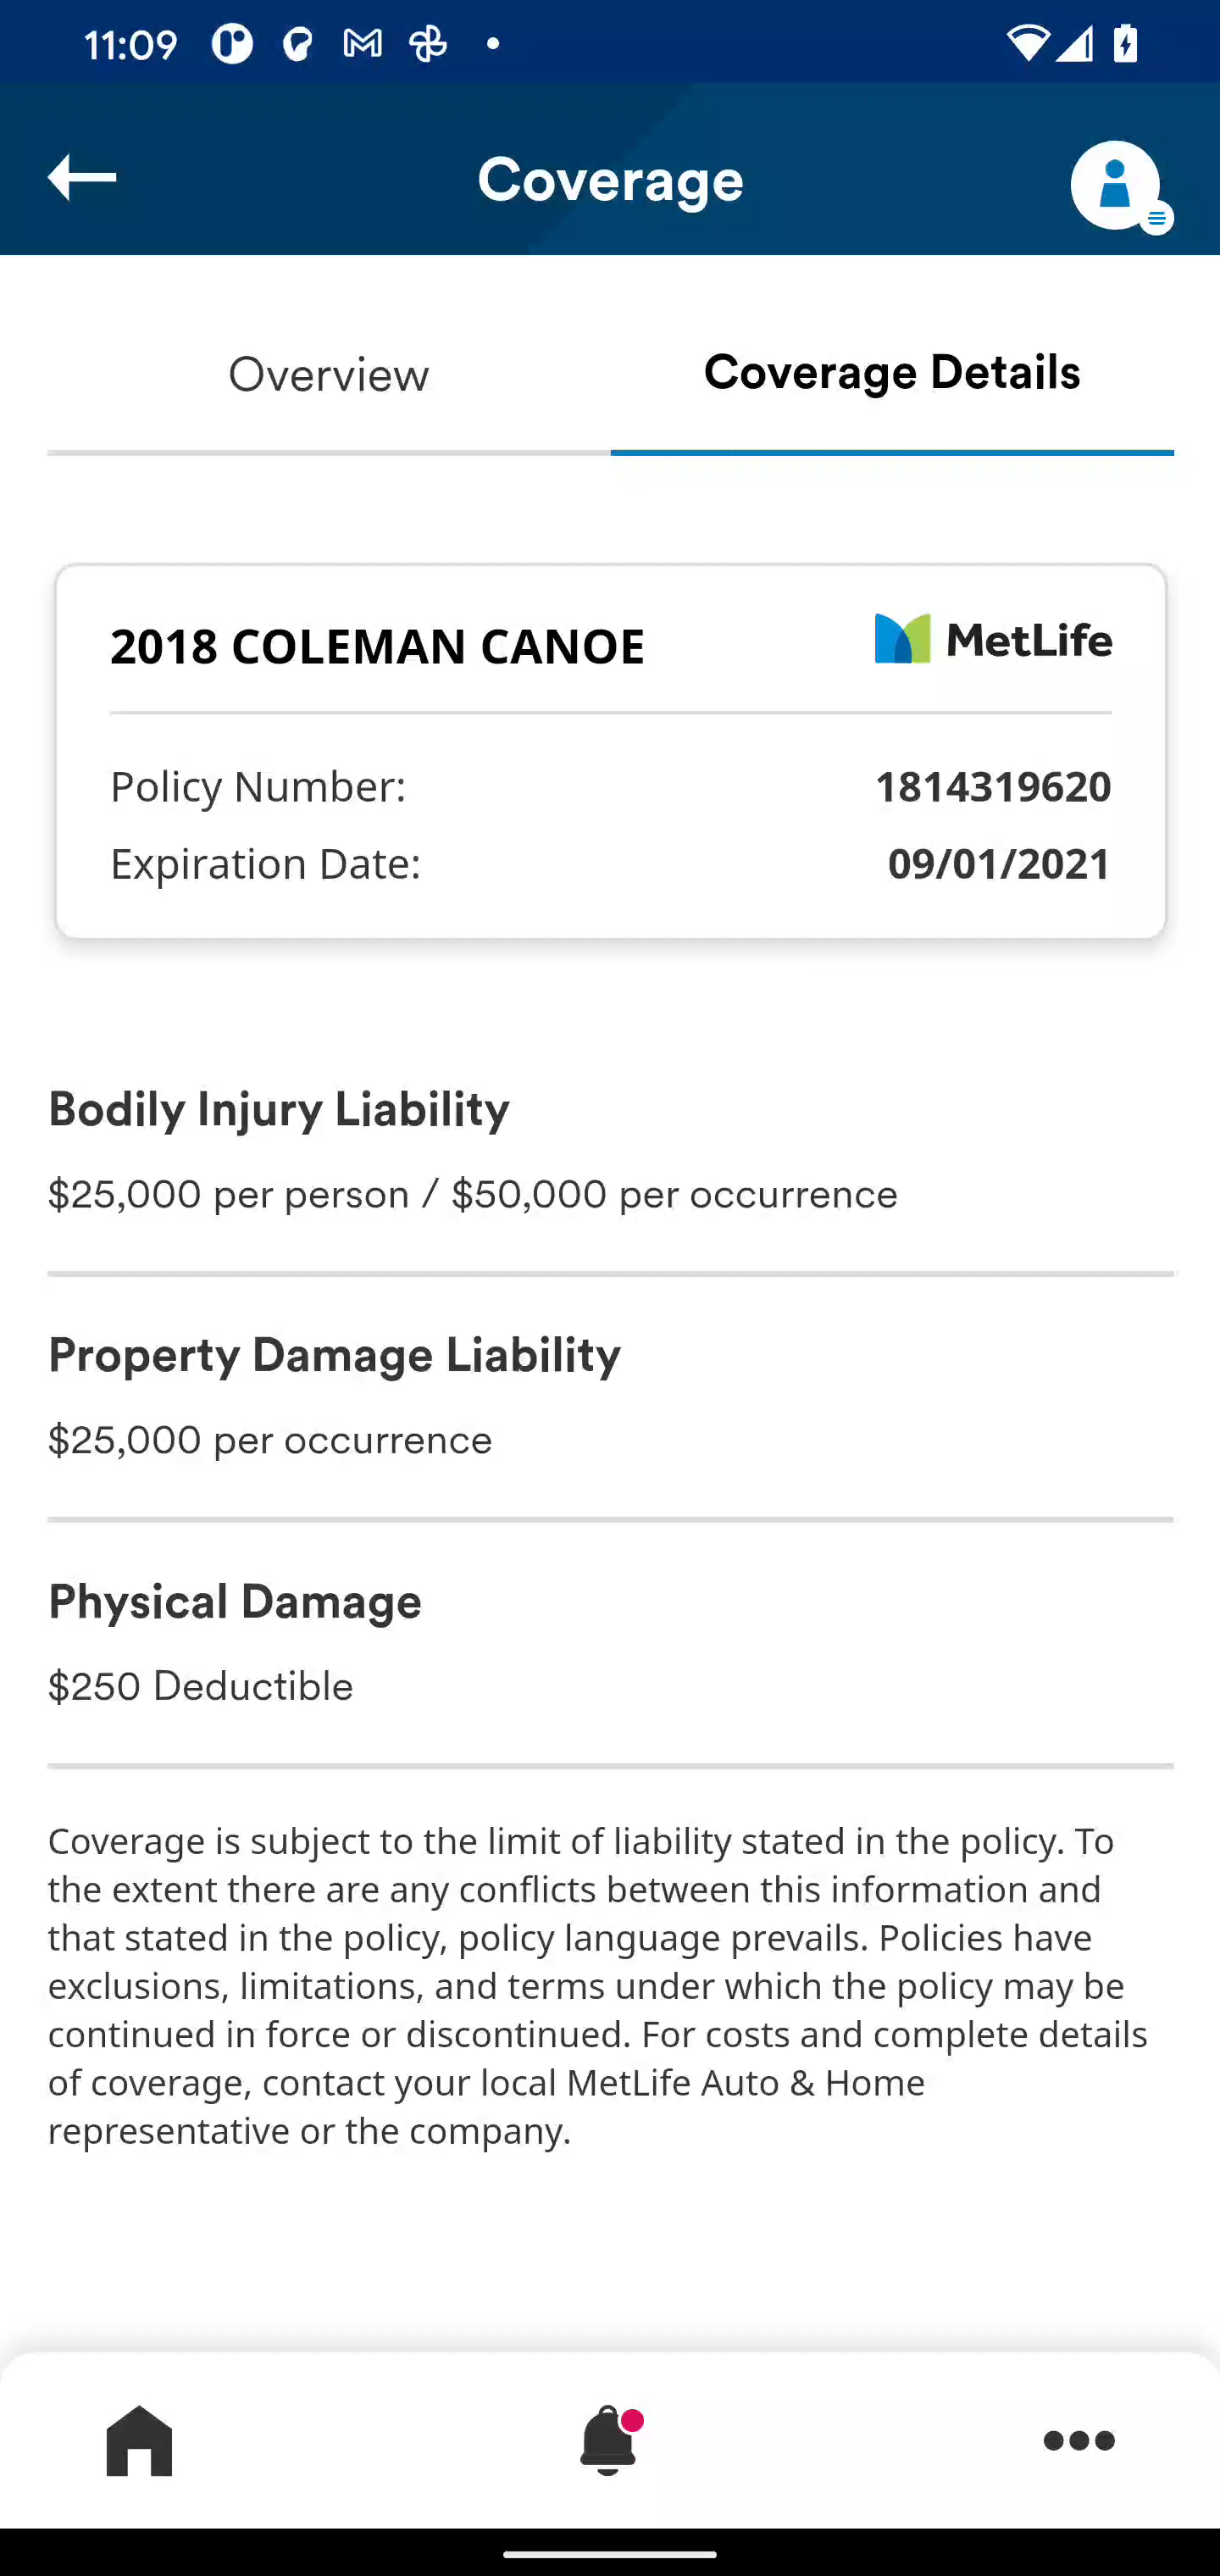 11:09
Coverage
Overview
Coverage Details
2018 COLEMAN CANOE
MetLife
Policy Number: 1814319620
Expiration Date: 09/01/2021
Bodily Injury Liability
$25,000 per person / $50,000 per occurrence
Property Damage Liability
$25,000 per occurrence
Physical Damage
$250 Deductible
Coverage is subject to the limit of liability stated in the policy. To
the extent there are any conflicts between this information and
that stated in the policy, policy language prevails. Policies have
exclusions, limitations, and terms under which the policy may be
continued in force or discontinued. For costs and complete details
of coverage, contact your local MetLife Auto & Home
representative or the company.